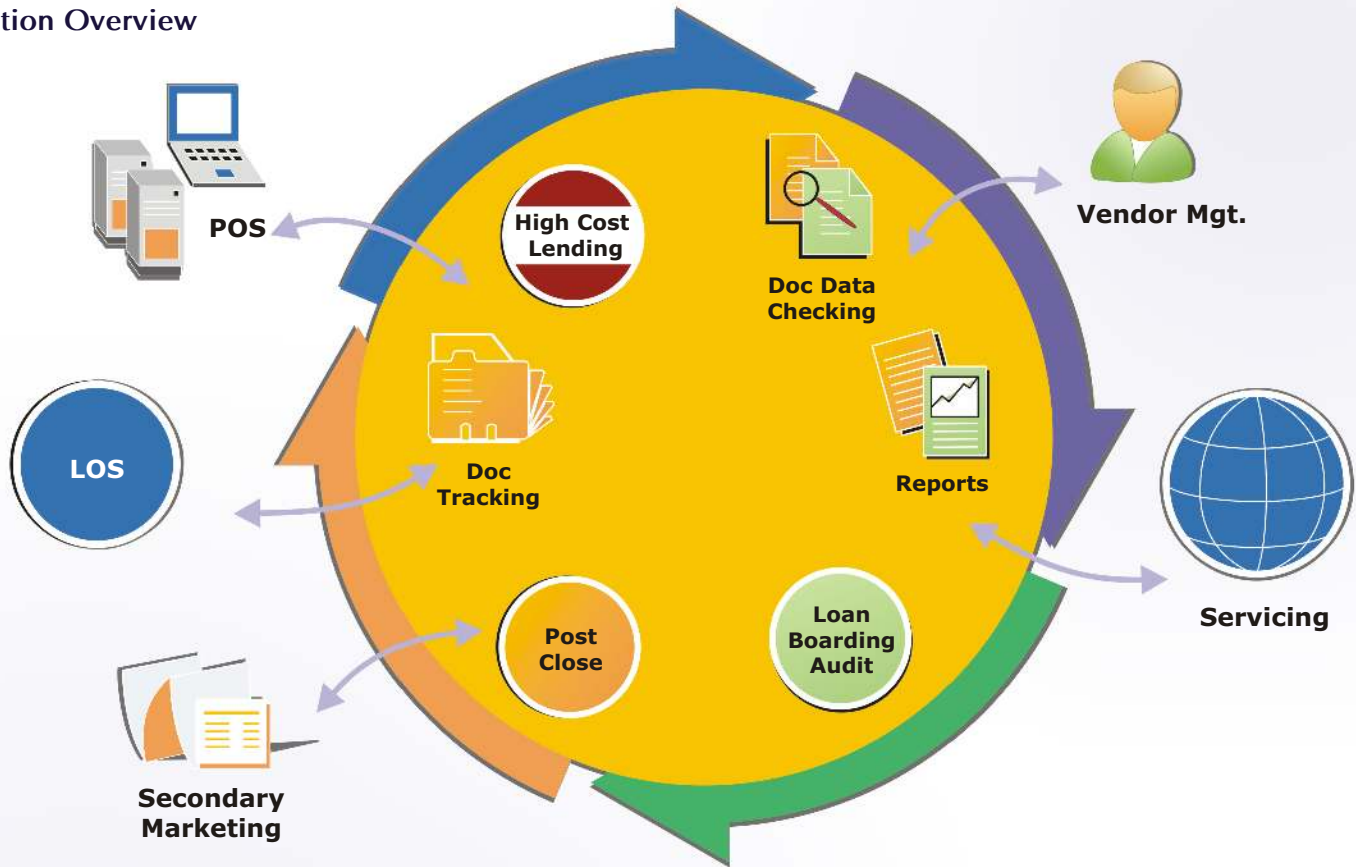 tion Overview
POS
High Cost
Lending
Doc Data
Checking
Vendor Mgt.
LOS
Doc
Tracking
Reports
Servicing
Post
Close
Loan
Boarding
Audit
Secondary
Marketing